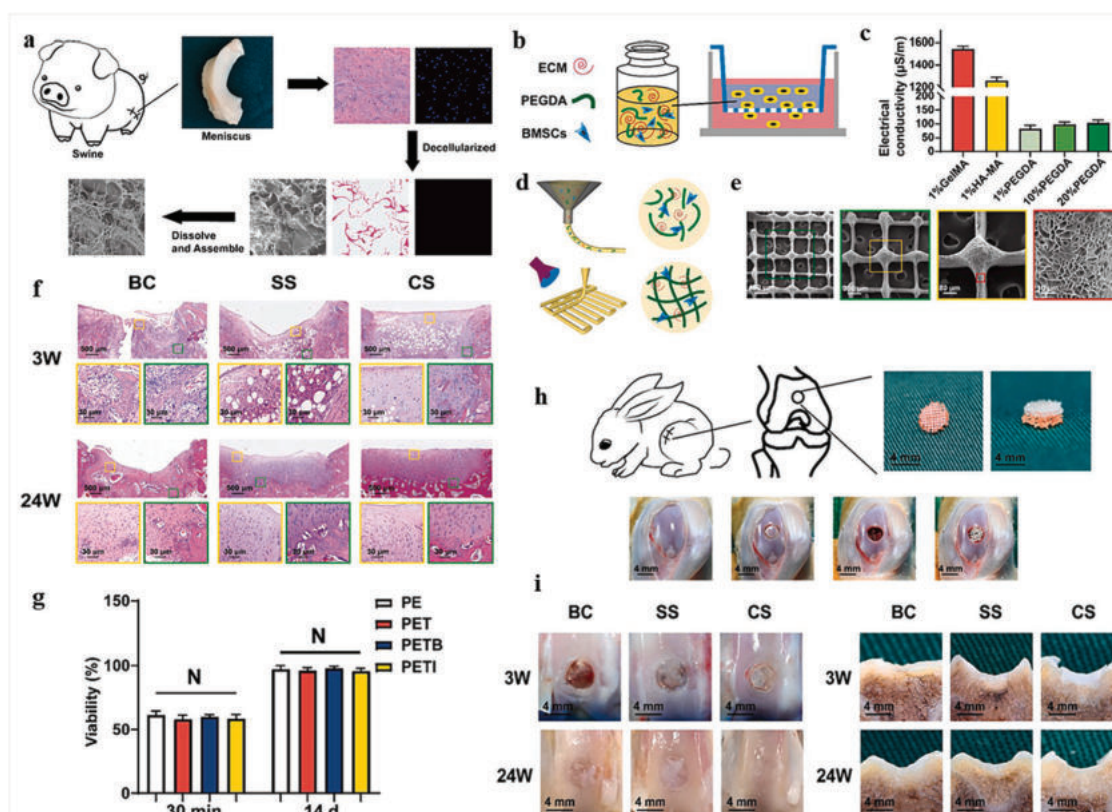 a
Swine
Meniscus
Decellularized
Dissolve
and Assemble
b
ECM
PEGDA
BMSCs
c
Electrical
conductivity (µS/m)
1600
1400
1200
100
50
0
1%GelMA
1%HA-MA
1%PEGDA
10%PEGDA
20%PEGDA
d
e
f
BC SS CS
3W
500 µm 500 µm 500 µm
30 µm 30 µm 30 µm 30 µm 30 µm 30 µm
24W
500 500 500
30 µm 30 µm 30 µm 30 µm 30 µm 30 µm
g
Viability (%)
150
100
50
0
N
N
PE
PET
PETB
PETI
30 min 14 d
h
4 mm 4 mm
4 mm 4 mm 4 mm 4 mm
i
BC SS CS BC SS CS
3W 3W
4 mm 4 mm 4 mm 4 mm 4 mm 4 mm
24W 24W
4 mm 4 mm 4 mm 4 mm 4 mm 4 mm